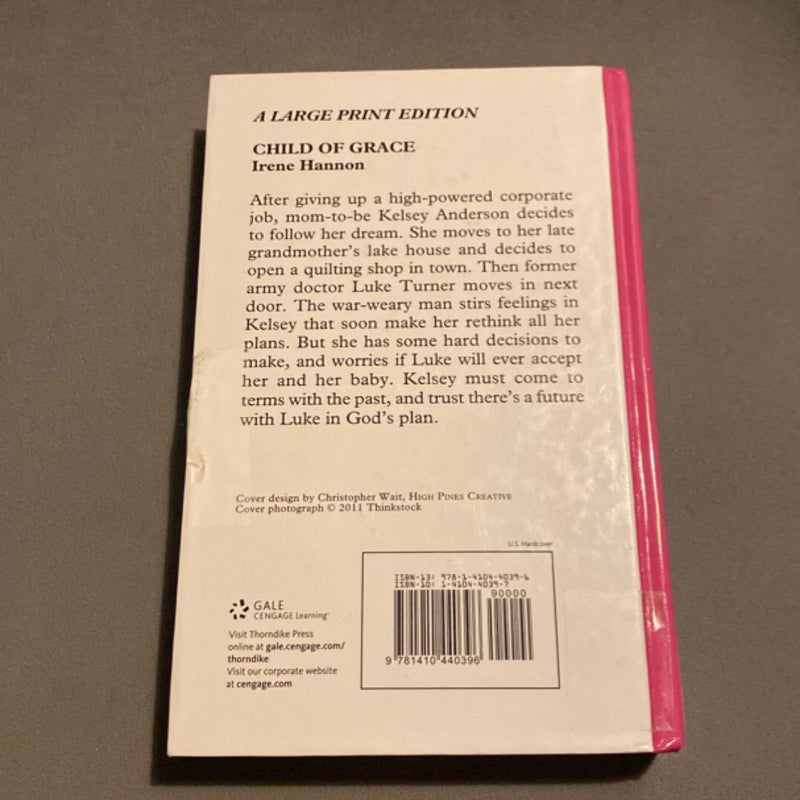 A LARGE PRINT EDITION
CHILD OF GRACE
Irene Hannon
After giving up a high-powered corporate
job, mom-to-be Kelsey Anderson decides
to follow her dream. She moves to her late
grandmother's lake house and decides to
open a quilting shop in town. Then former
army doctor Luke Turner moves in next
door. The war-weary man stirs feelings in
Kelsey that soon make her rethink all her
plans. But she has some hard decisions to
make, and worries if Luke will ever accept
her and her baby. Kelsey must come to
terms with the past, and trust there's a future
with Luke in God's plan.
Cover design by Christopher Wait, HIGH PINES CREATIVE
Cover photograph © 2011 Thinkstock
U.S. Hardcover
ISBN-13: 978-1-4104-4039-6
ISBN-10: 1-4104-4039-7
90000
9 781410 440396
GALE
CENGAGE Learning
Visit Thorndike Press
online at gale.cengage.com/
thorndike
Visit our corporate website
at cengage.com